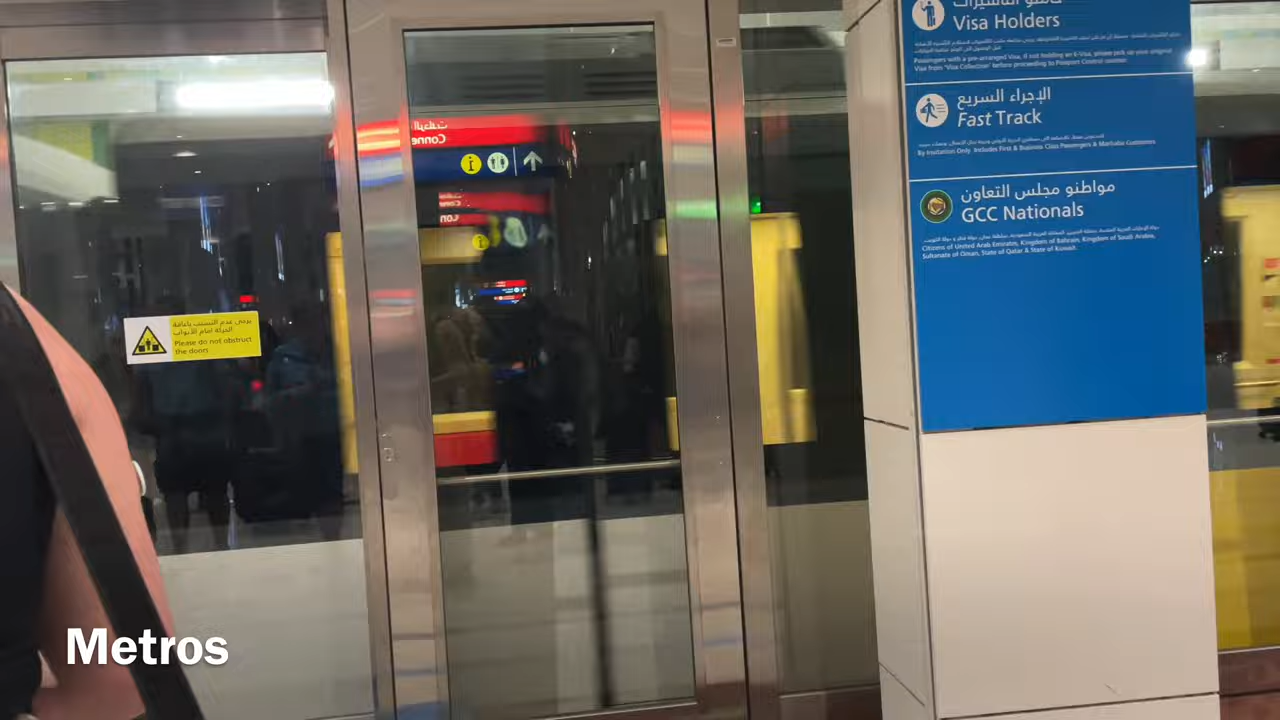 Visa Holders
Passengers with a pre-arranged Visa, if not holding an E-Visa, please pick up your original
Visa from 'Visa Collection' before proceeding to Passport Control counter.
الإجراء السريع
Fast Track
By Invitation Only Includes First & Business Class Passengers & Marhaba Customers
مواطنو مجلس التعاون
GCC Nationals
Citizens of United Arab Emirates, Kingdom of Bahrain, Kingdom of Saudi Arabia,
Sultanate of Oman, State of Qatar & State of Kuwait.
يرجى عدم التسبب بإعاقة
الحركة أمام الأبواب
Please do not obstruct
the doors
Metros